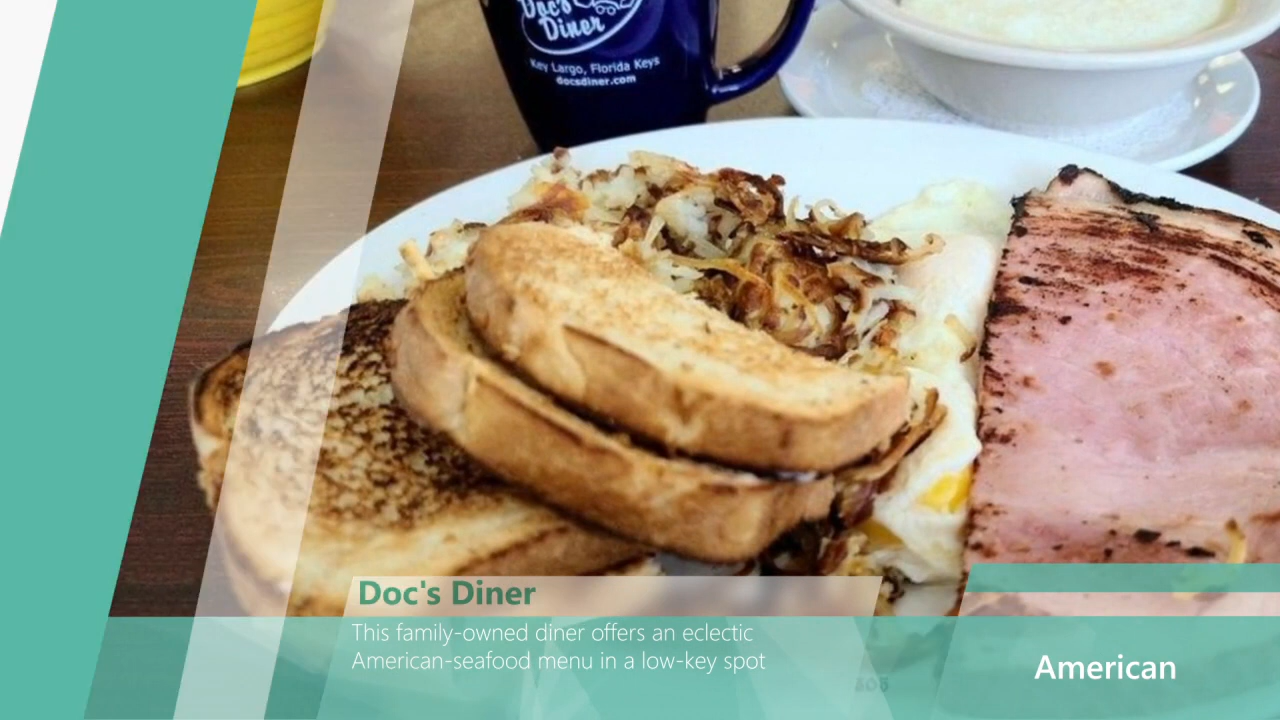 Doc's
Diner
Key Largo, Florida Keys
docsdiner.com
Doc's Diner
This family-owned diner offers an eclectic
American-seafood menu in a low-key spot
American